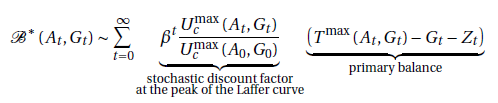 ℬ* (A_t, G_t) ~ ∑_{t=0}^{∞} β^t U_c^max (A_t, G_t) / U_c^max (A_0, G_0) (T^max (A_t, G_t) − G_t − Z_t)
stochastic discount factor
at the peak of the Laffer curve
primary balance